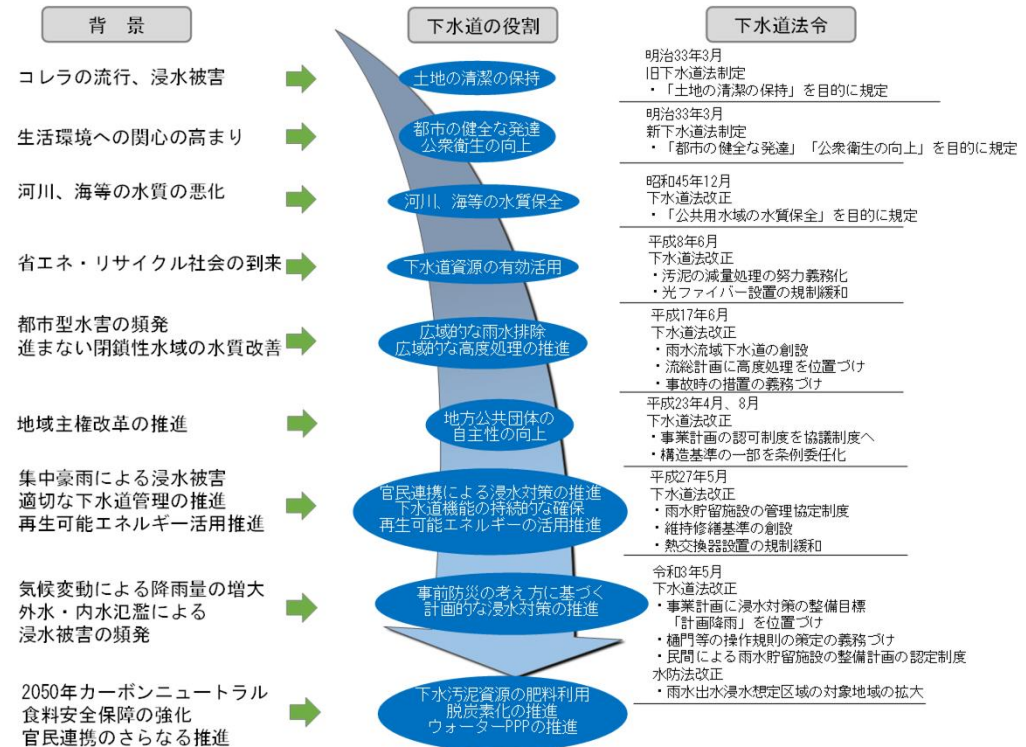 背 景
下水道の役割
下水道法令
コレラの流行、浸水被害
土地の清潔の保持
明治33年3月
旧下水道法制定
・「土地の清潔の保持」を目的に規定
生活環境への関心の高まり
都市の健全な発達
公衆衛生の向上
明治33年3月
新下水道法制定
・「都市の健全な発達」「公衆衛生の向上」を目的に規定
河川、海等の水質の悪化
河川、海等の水質保全
昭和45年12月
下水道法改正
・「公共用水域の水質保全」を目的に規定
省エネ・リサイクル社会の到来
下水道資源の有効活用
平成8年6月
下水道法改正
・汚泥の減量処理の努力義務化
・光ファイバー設置の規制緩和
都市型水害の頻発
進まない閉鎖性水域の水質改善
広域的な雨水排除
広域的な高度処理の推進
平成17年6月
下水道法改正
・雨水流域下水道の創設
・流総計画に高度処理を位置づけ
・事故時の措置の義務づけ
地域主権改革の推進
地方公共団体の
自主性の向上
平成23年4月、8月
下水道法改正
・事業計画の認可制度を協議制度へ
・構造基準の一部を条例委任化
集中豪雨による浸水被害
適切な下水道管理の推進
再生可能エネルギー活用推進
官民連携による浸水対策の推進
下水道機能の持続的な確保
再生可能エネルギーの活用推進
平成27年5月
下水道法改正
・雨水貯留施設の管理協定制度
・維持修繕基準の創設
・熱交換器設置の規制緩和
気候変動による降雨量の増大
外水・内水氾濫による
浸水被害の頻発
事前防災の考え方に基づく
計画的な浸水対策の推進
令和3年5月
下水道法改正
・事業計画に浸水対策の整備目標
「計画降雨」を位置づけ
・樋門等の操作規則の策定の義務づけ
・民間による雨水貯留施設の整備計画の認定制度
水防法改正
・雨水出水浸水想定区域の対象地域の拡大
2050年カーボンニュートラル
食料安全保障の強化
官民連携のさらなる推進
下水汚泥資源の肥料利用
脱炭素化の推進
ウォーターPPPの推進